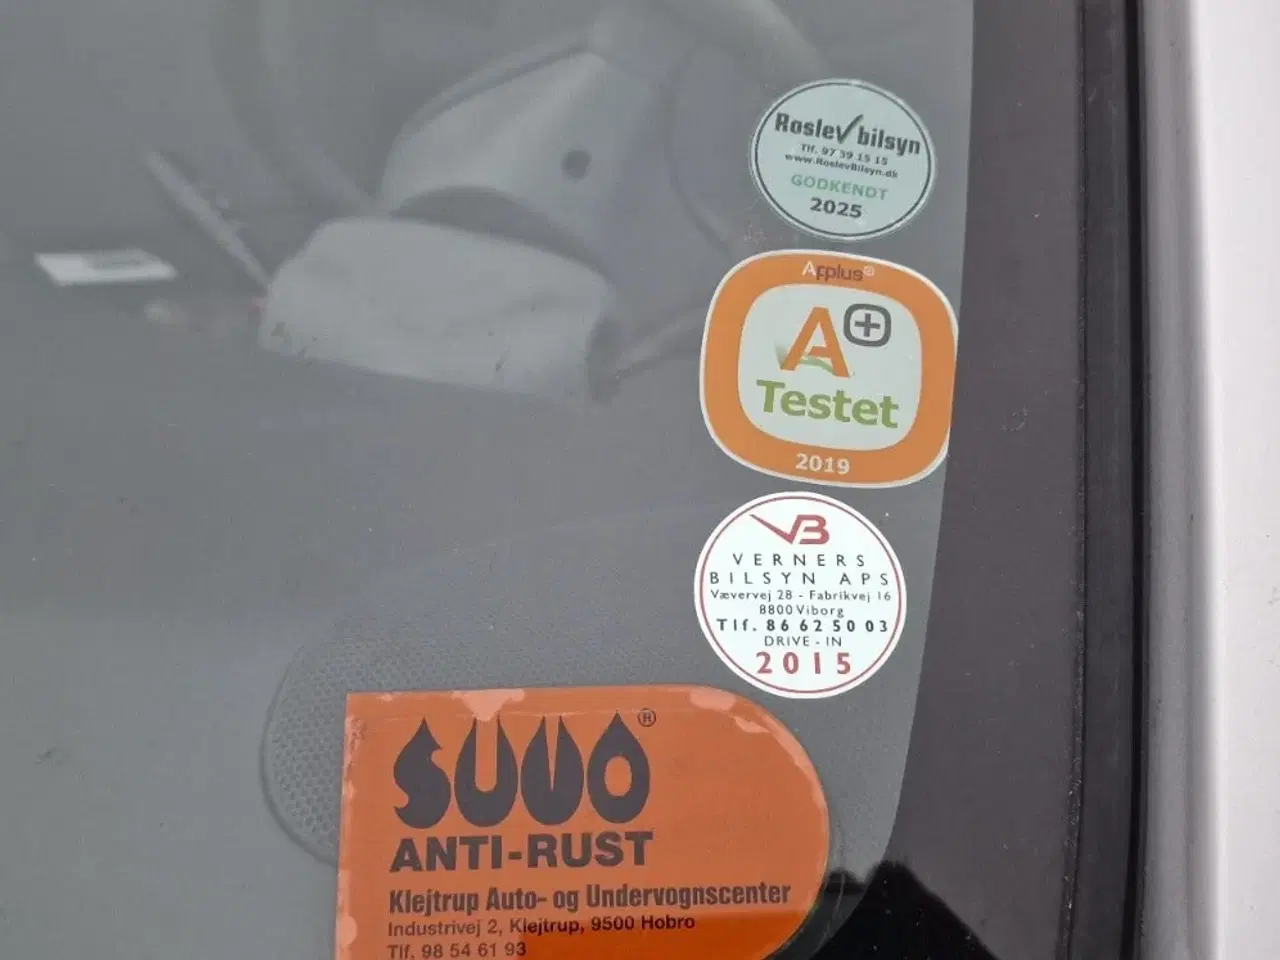 Roslev bilsyn
Tlf. 97 59 15 15
www.RoslevBilsyn.dk
GODKENDT
2025
Applus®
A+
Testet
2019
VB
VERNERS
BILSYN APS
Vævervej 28 - Fabrikvej 16
8800 Viborg
Tlf. 86 62 50 03
DRIVE-IN
2015
SUVO®
ANTI-RUST
Klejtrup Auto- og Undervognscenter
Industrivej 2, Klejtrup, 9500 Hobro
Tlf. 98 54 61 93